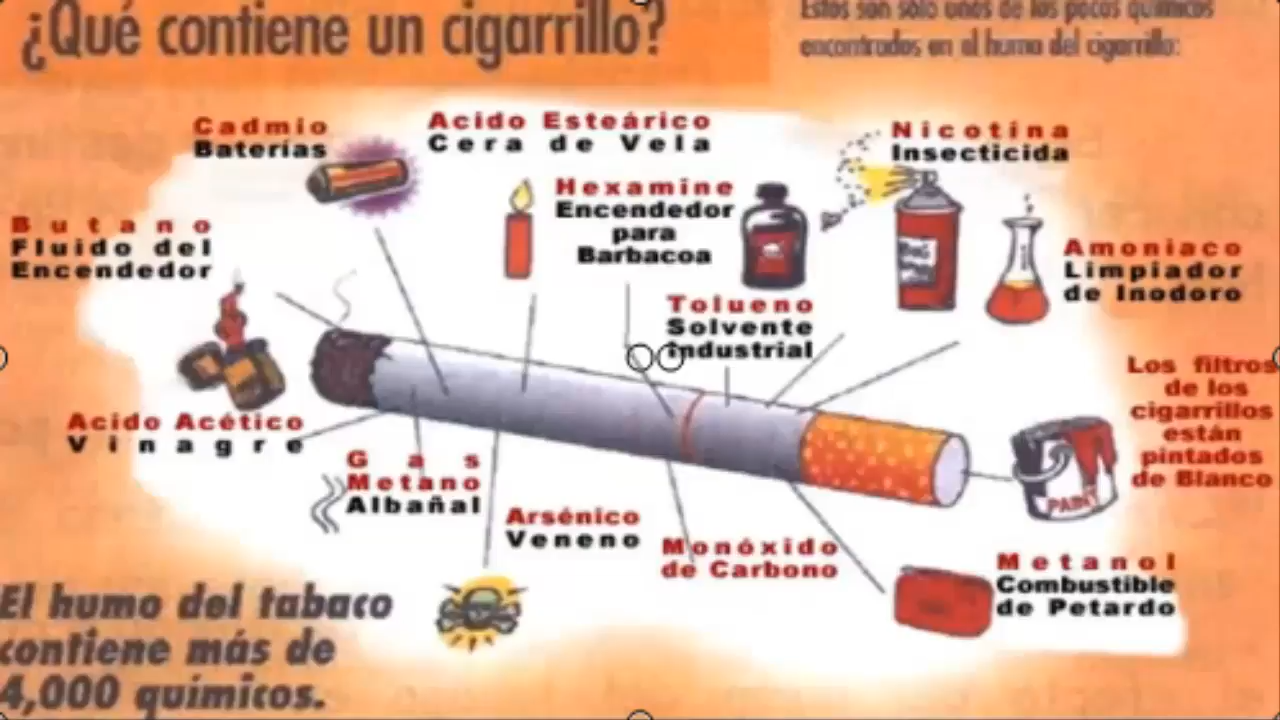 ¿Qué contiene un cigarrillo?
Estos son solo unos de los pocos químicos
encontrados en el humo del cigarrillo:
Cadmio
Baterías
Acido Esteárico
Cera de Vela
Nicotina
Insecticida
Hexamine
Encendedor
para
Barbacoa
Butano
Fluido del
Encendedor
Amoniaco
Limpiador
de Inodoro
Tolueno
Solvente
industrial
Los filtros
de los
cigarrillos
están
pintados
de Blanco
PAINT
Acido Acético
Vinagre
Gas
Metano
Albañal
Arsénico
Veneno
Monóxido
de Carbono
Metanol
Combustible
de Petardo
El humo del tabaco
contiene más de
4,000 químicos.